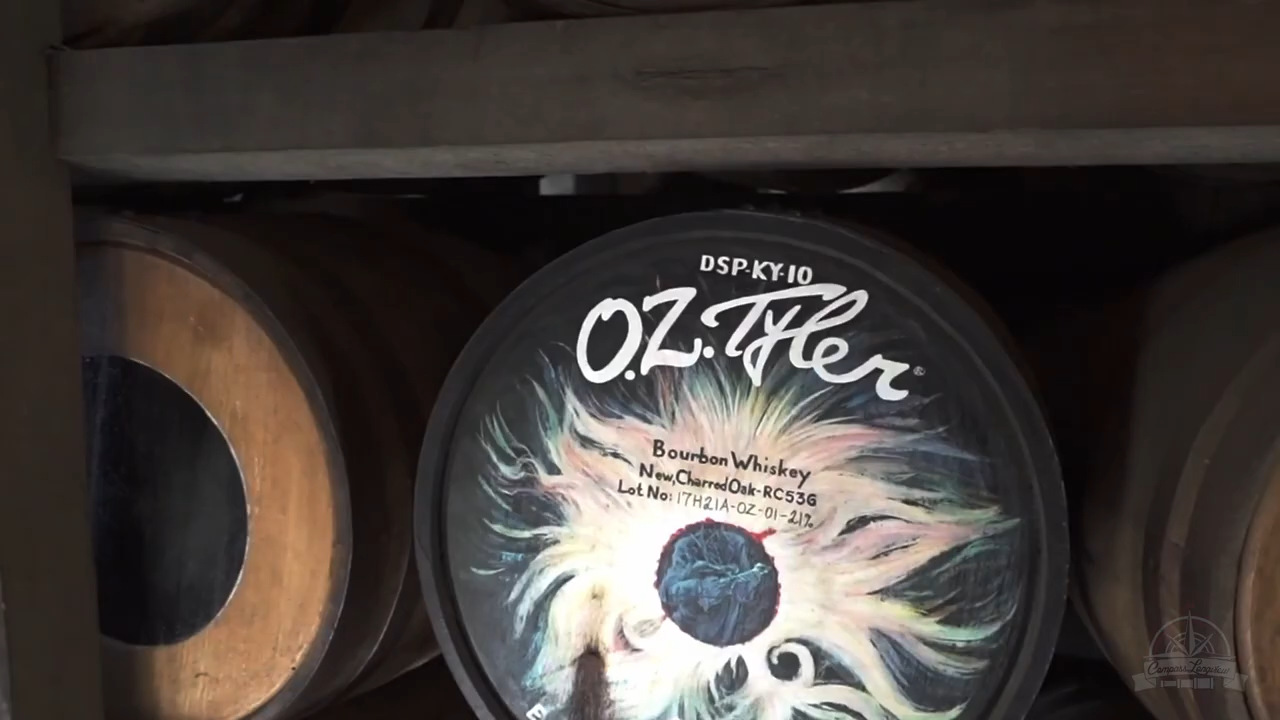 DSP-KY-10
O.Z.Tyler®
Bourbon Whiskey
New, Charred Oak-RC53G
Lot No: 17H21A-OZ-01-21%